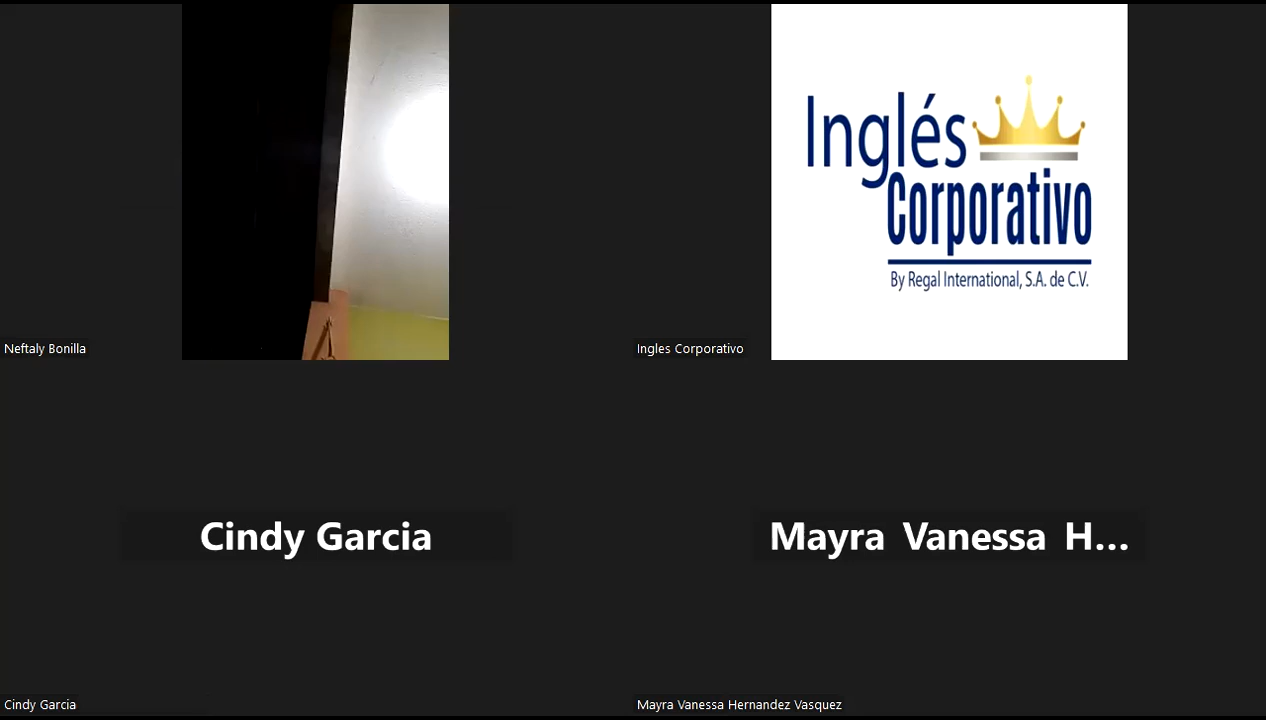 Inglés
Corporativo
By Regal International, S.A. de C.V.
Neftaly Bonilla
Ingles Corporativo
Cindy Garcia
Mayra Vanessa H...
Cindy Garcia
Mayra Vanessa Hernandez Vasquez